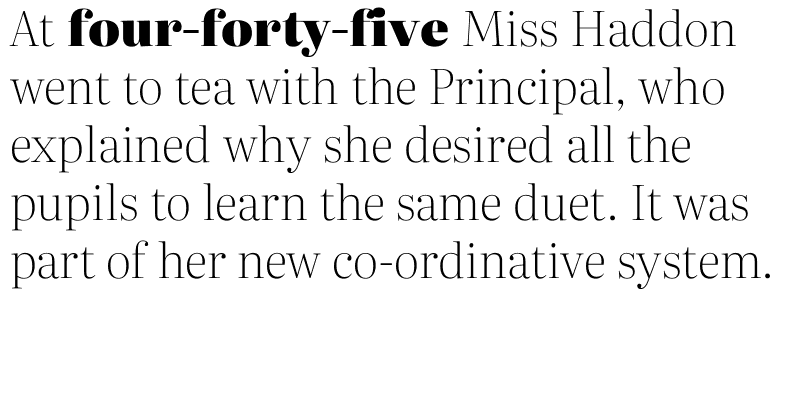 At four-forty-five Miss Haddon
went to tea with the Principal, who
explained why she desired all the
pupils to learn the same duet. It was
part of her new co-ordinative system.